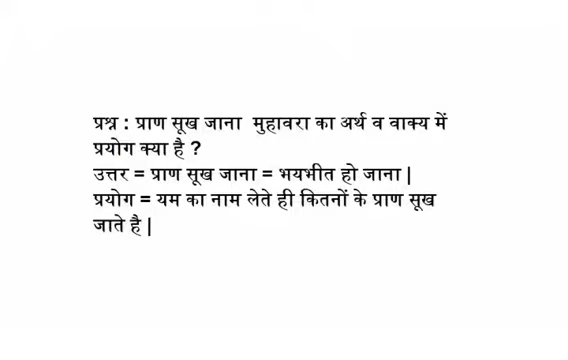 प्रश्न : प्राण सूख जाना मुहावरा का अर्थ व वाक्य में
प्रयोग क्या है ?
उत्तर = प्राण सूख जाना = भयभीत हो जाना |
प्रयोग = यम का नाम लेते ही कितनों के प्राण सूख
जाते है |